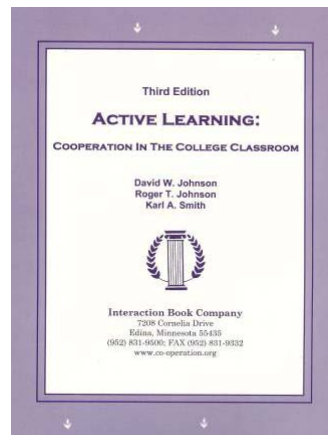 Third Edition
ACTIVE LEARNING:
COOPERATION IN THE COLLEGE CLASSROOM
David W. Johnson
Roger T. Johnson
Karl A. Smith
Interaction Book Company
7208 Cornelia Drive
Edina, Minnesota 55435
(952) 831-9500; FAX (952) 831-9332
www.co-operation.org